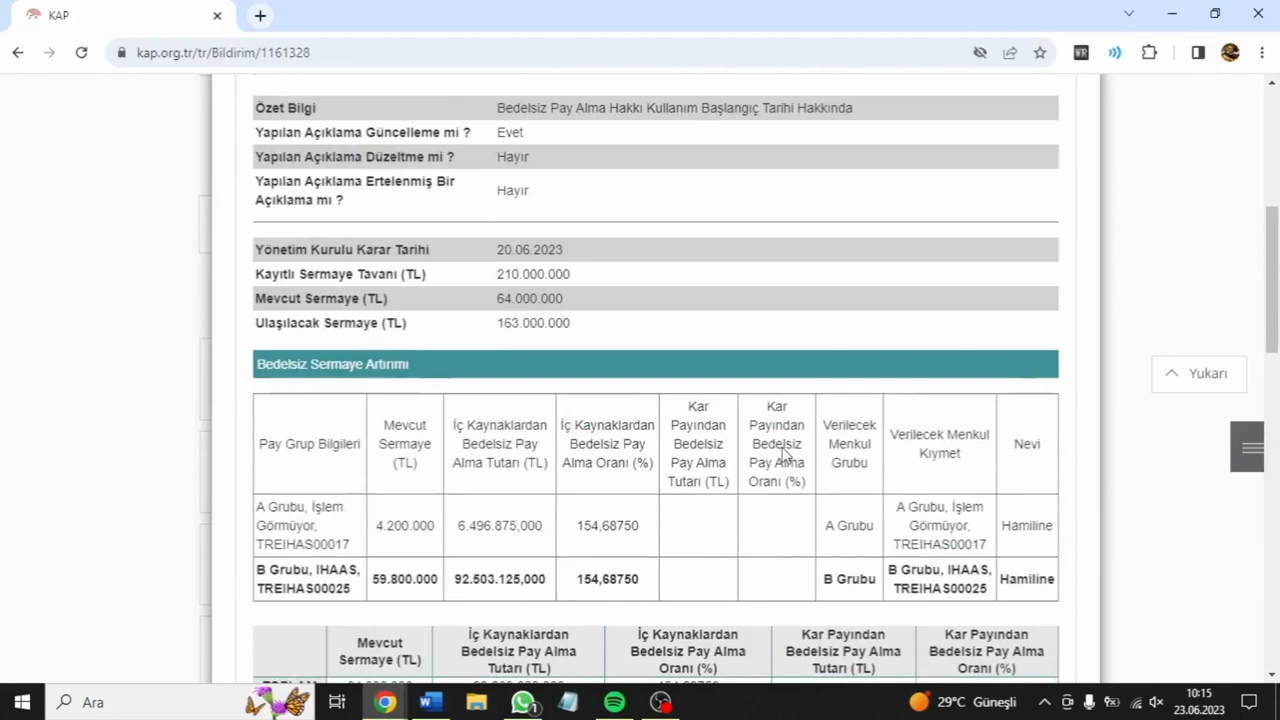 KAP
kap.org.tr/tr/Bildirim/1161328
WR
Özet Bilgi
Bedelsiz Pay Alma Hakkı Kullanım Başlangıç Tarihi Hakkında
Yapılan Açıklama Güncelleme mi ?
Evet
Yapılan Açıklama Düzeltme mi ?
Hayır
Yapılan Açıklama Ertelenmiş Bir
Açıklama mı ?
Hayır
Yönetim Kurulu Karar Tarihi
20.06.2023
Kayıtlı Sermaye Tavanı (TL)
210.000.000
Mevcut Sermaye (TL)
64.000.000
Ulaşılacak Sermaye (TL)
163.000.000
Bedelsiz Sermaye Artırımı
Pay Grup Bilgileri
Mevcut
Sermaye
(TL)
İç Kaynaklardan
Bedelsiz Pay
Alma Tutarı (TL)
İç Kaynaklardan
Bedelsiz Pay
Alma Oranı (%)
Kar
Payından
Bedelsiz
Pay Alma
Tutarı (TL)
Kar
Payından
Bedelsiz
Pay Alma
Oranı (%)
Verilecek
Menkul
Grubu
Verilecek Menkul
Kıymet
Nevi
A Grubu, İşlem
Görmüyor,
TREIHAS00017
4.200.000
6.496.875,000
154,68750
A Grubu
A Grubu, İşlem
Görmüyor,
TREIHAS00017
Hamiline
B Grubu, IHAAS,
TREIHAS00025
59.800.000
92.503.125,000
154,68750
B Grubu
B Grubu, IHAAS,
TREIHAS00025
Hamiline
Mevcut
Sermaye (TL)
İç Kaynaklardan
Bedelsiz Pay Alma
Tutarı (TL)
İç Kaynaklardan
Bedelsiz Pay Alma
Oranı (%)
Kar Payından
Bedelsiz Pay Alma
Tutarı (TL)
Kar Payından
Bedelsiz Pay Alma
Oranı (%)
Yukarı
Ara
1
29°C Güneşli
10:15
23.06.2023